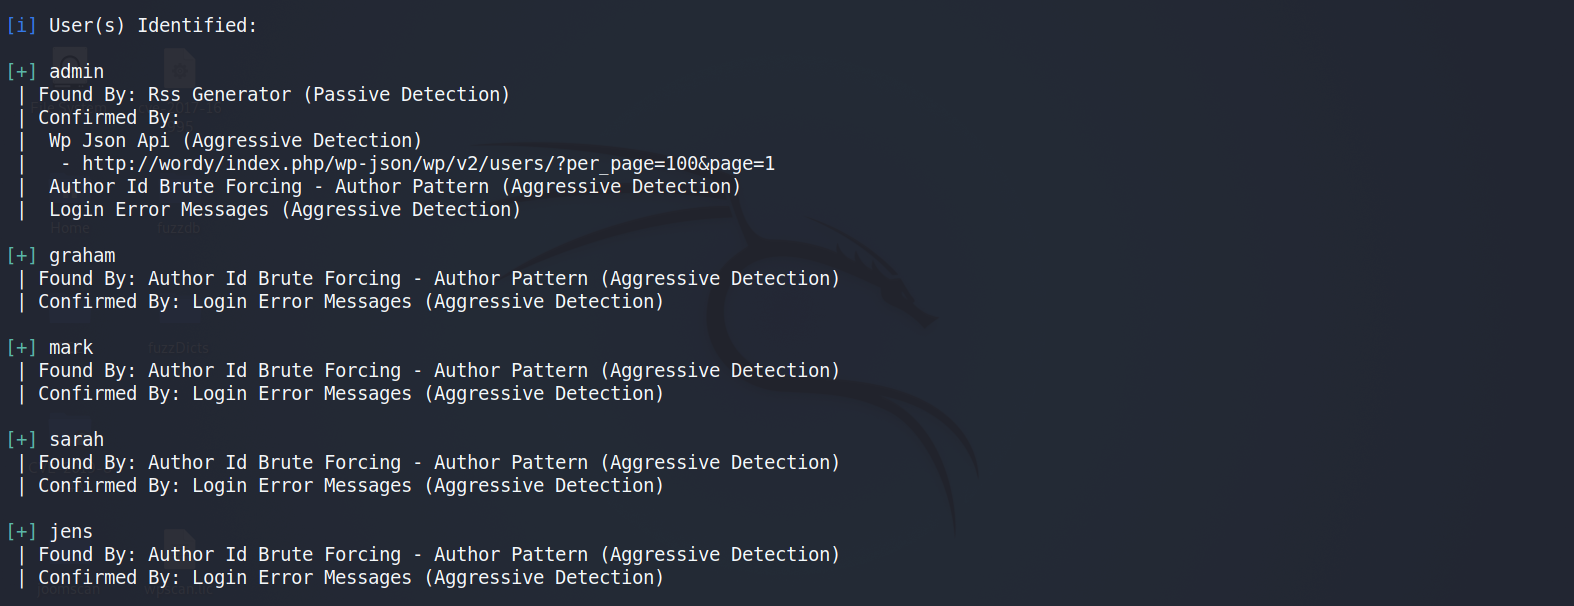 [i] User(s) Identified:
[+] admin
| Found By: Rss Generator (Passive Detection)
| Confirmed By:
|  Wp Json Api (Aggressive Detection)
|   - http://wordy/index.php/wp-json/wp/v2/users/?per_page=100&page=1
|  Author Id Brute Forcing - Author Pattern (Aggressive Detection)
|  Login Error Messages (Aggressive Detection)
Home
fuzzdb
[+] graham
| Found By: Author Id Brute Forcing - Author Pattern (Aggressive Detection)
| Confirmed By: Login Error Messages (Aggressive Detection)
[+] mark
fuzzDicts
| Found By: Author Id Brute Forcing - Author Pattern (Aggressive Detection)
| Confirmed By: Login Error Messages (Aggressive Detection)
[+] sarah
| Found By: Author Id Brute Forcing - Author Pattern (Aggressive Detection)
| Confirmed By: Login Error Messages (Aggressive Detection)
[+] jens
| Found By: Author Id Brute Forcing - Author Pattern (Aggressive Detection)
| Confirmed By: Login Error Messages (Aggressive Detection)
joomscan